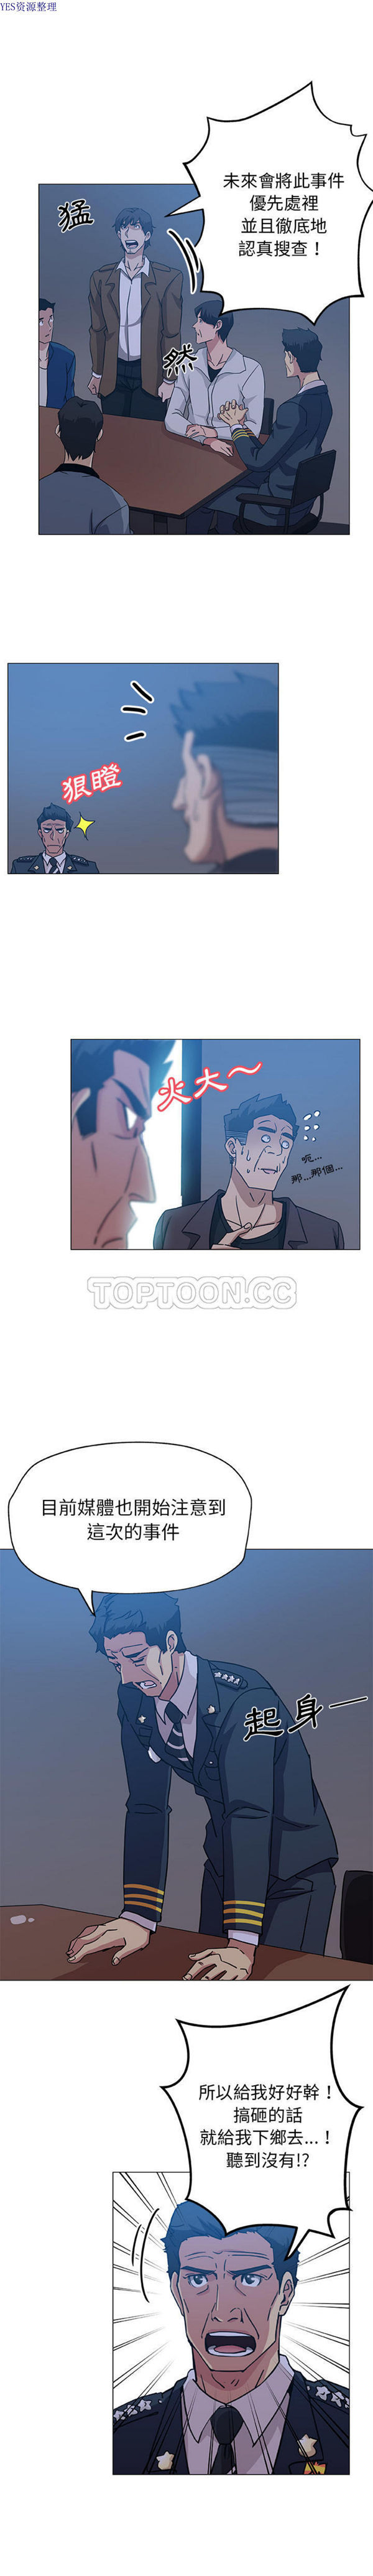 YES资源整理
未來會將此事件
優先處裡
並且徹底地
認真搜查！
猛
然
狠瞪
火大～
呃…
那…那個…
TOPTOON.CC
目前媒體也開始注意到
這次的事件
起身—
所以給我好好幹！
搞砸的話
就給我下鄉去…！
聽到沒有!?